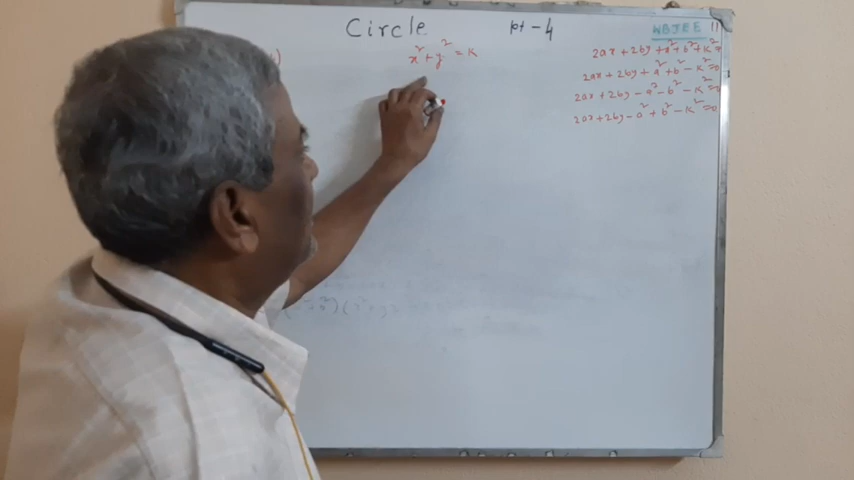 Circle pt-4 WBJEE 11
x²+y²=K
2ax+2by+a²+b²+K²=
2ax+2by+a²+b²-K²=0
2ax+2by-a²-b²-K²=0
2ax+2by-a²+b²-K²=0